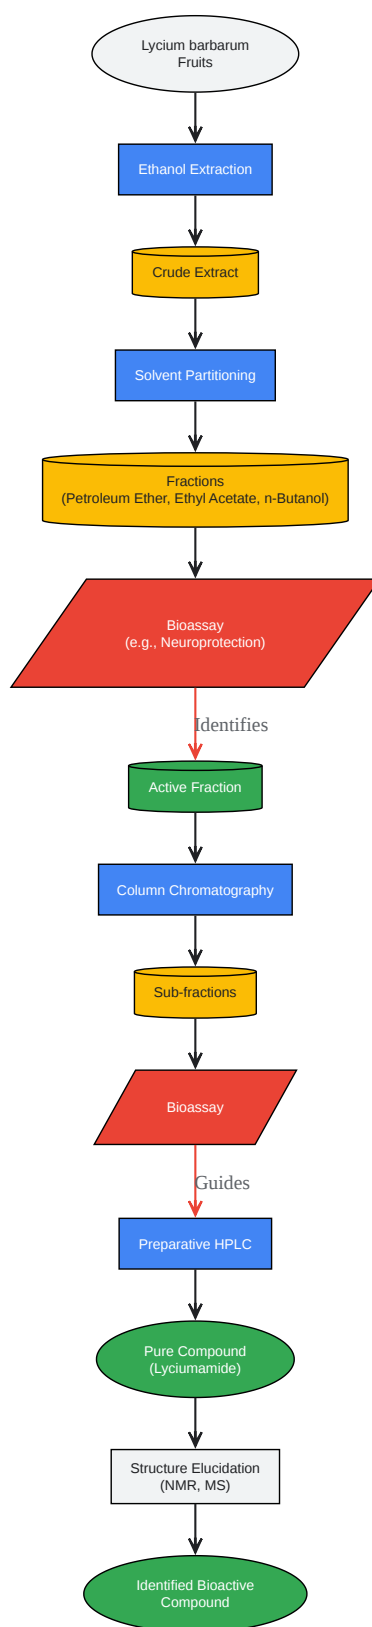 Lycium barbarum
Fruits
Ethanol Extraction
Crude Extract
Solvent Partitioning
Fractions
(Petroleum Ether, Ethyl Acetate, n-Butanol)
Bioassay
(e.g., Neuroprotection)
Identifies
Active Fraction
Column Chromatography
Sub-fractions
Bioassay
Guides
Preparative HPLC
Pure Compound
(Lyciumamide)
Structure Elucidation
(NMR, MS)
Identified Bioactive
Compound